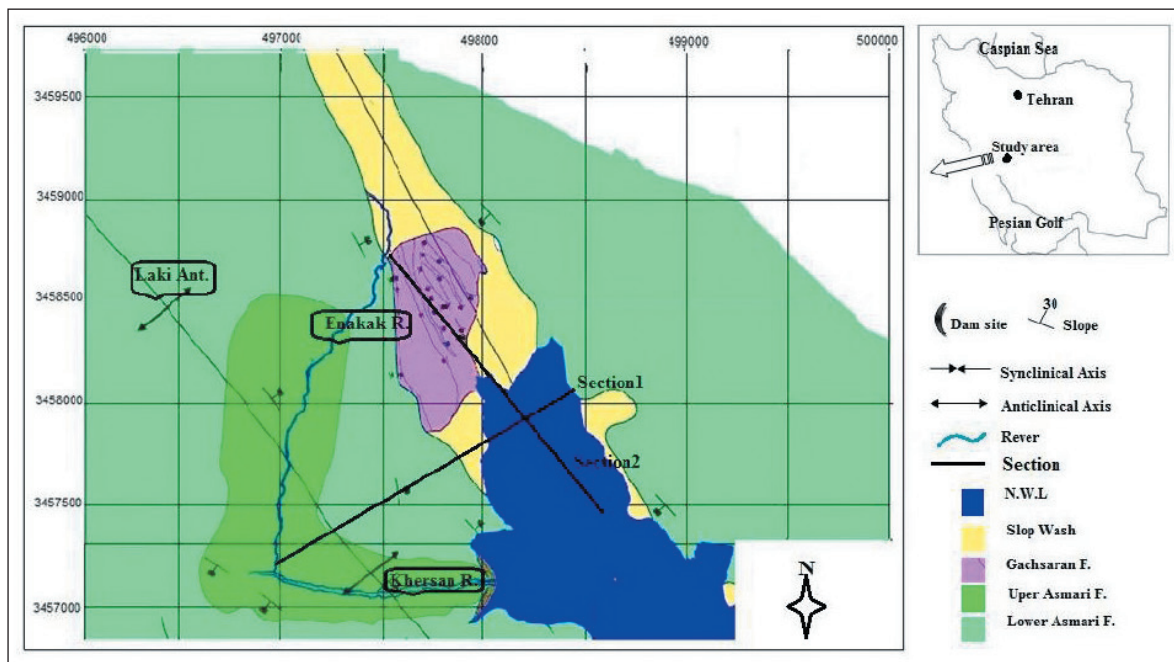 496000 497000 498000 499000 500000
3459500
3459000
3458500
3458000
3457500
3457000
Laki Ant.
Enakak R.
Section1
Section2
Khersan R.
N
Caspian Sea
Tehran
Study area
Pesian Golf
30
Dam site Slope
Synclinical Axis
Anticlinical Axis
Rever
Section
N.W.L
Slop Wash
Gachsaran F.
Uper Asmari F.
Lower Asmari F.